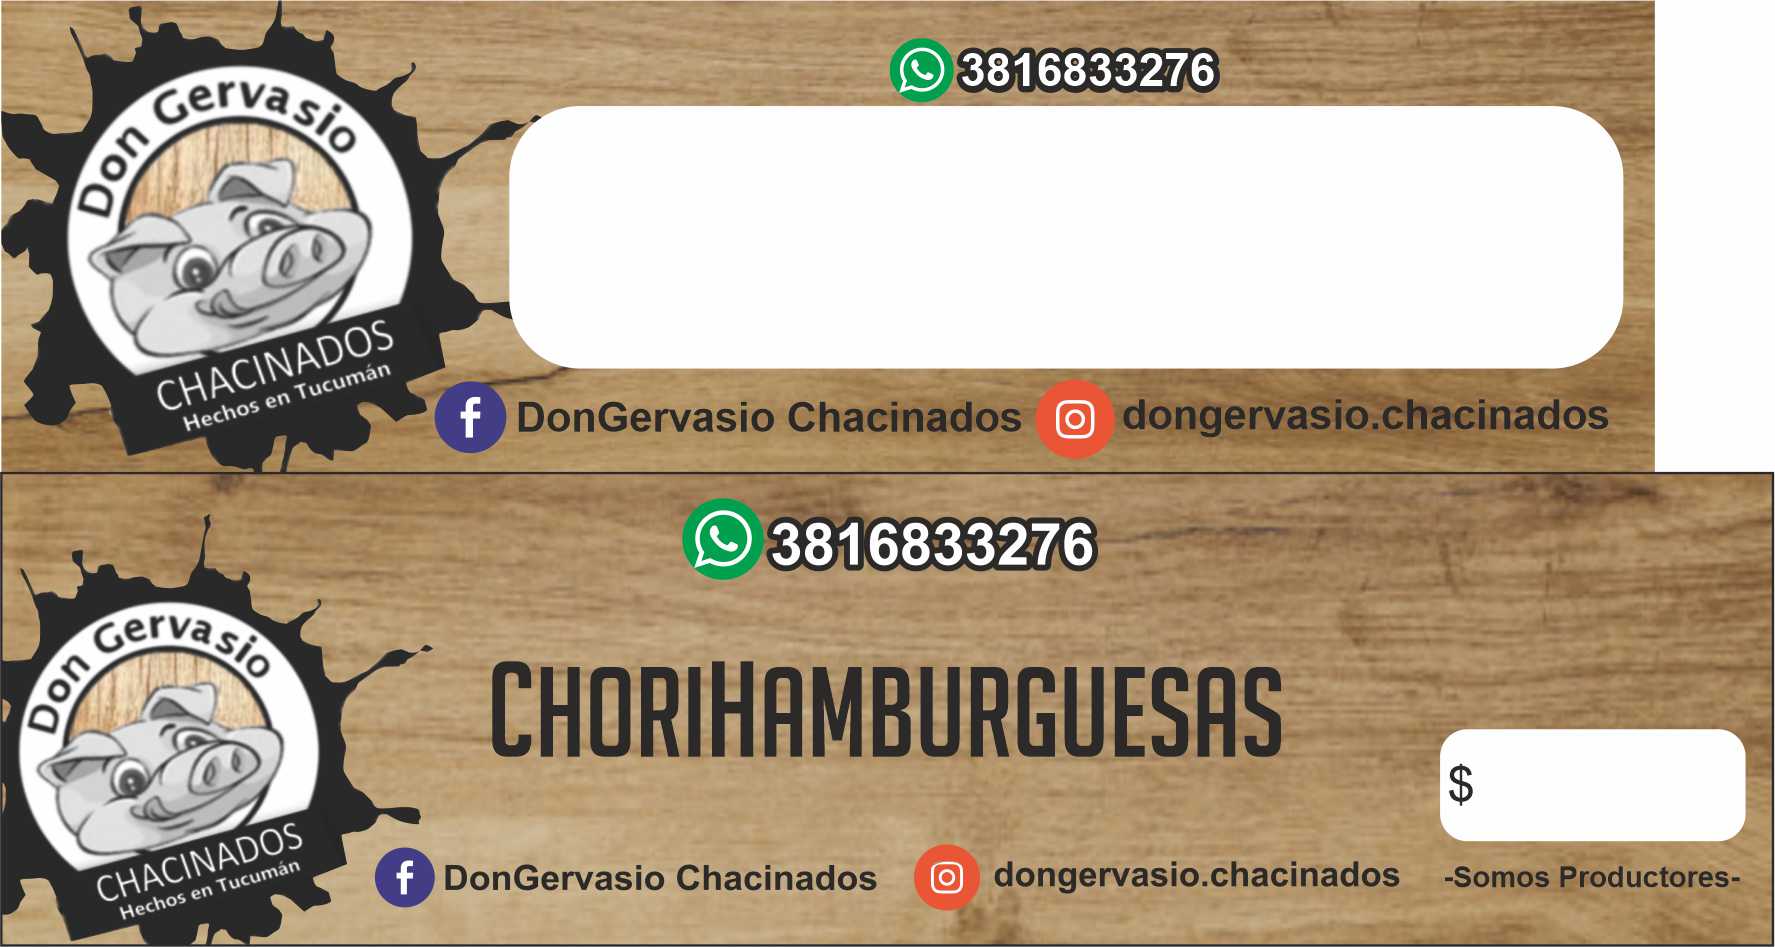 Don Gervasio
CHACINADOS
Hechos en Tucumán
3816833276
DonGervasio Chacinados
dongervasio.chacinados
3816833276
Don Gervasio
CHACINADOS
Hechos en Tucumán
CHORIHAMBURGUESAS
$
DonGervasio Chacinados
dongervasio.chacinados
-Somos Productores-